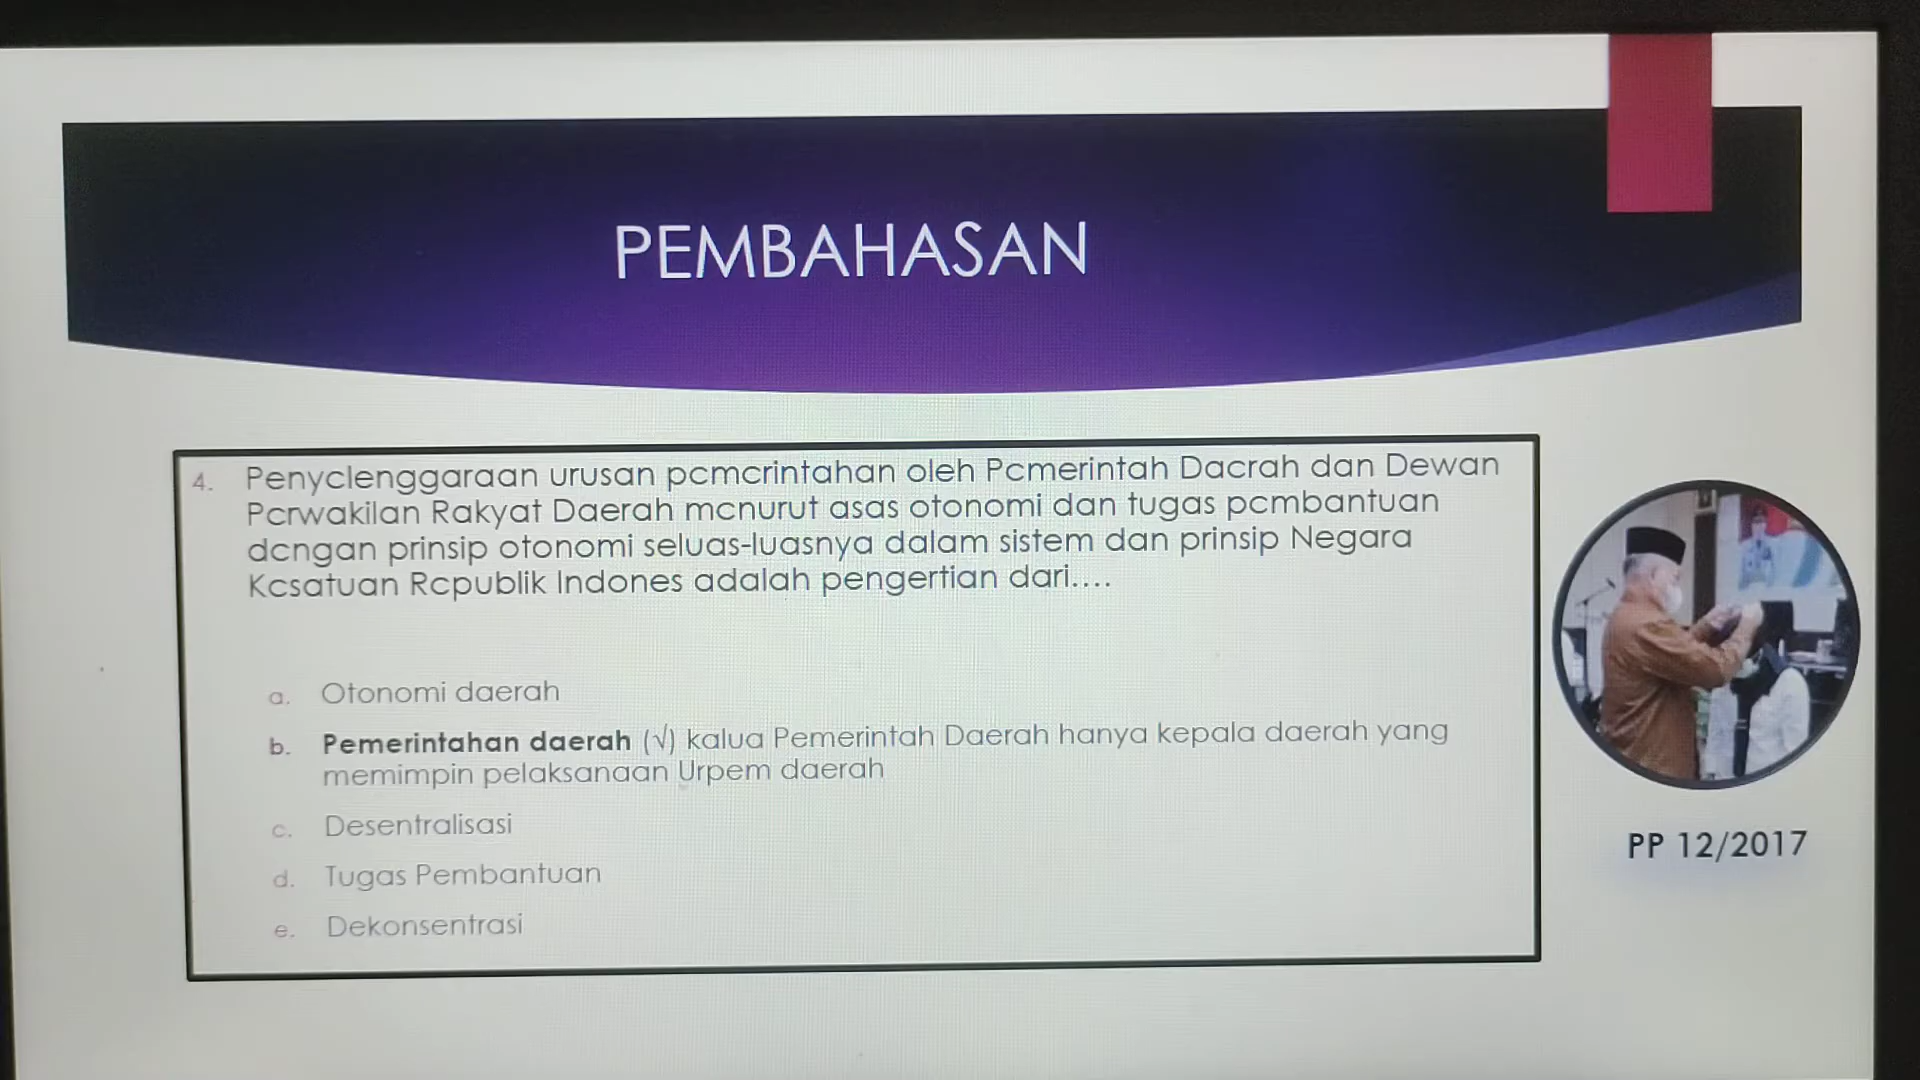 PEMBAHASAN
4. Penyclenggaraan urusan pcmcrintahan oleh Pcmerintah Dacrah dan Dewan
Pcrwakilan Rakyat Daerah mcnurut asas otonomi dan tugas pcmbantuan
dcngan prinsip otonomi seluas-luasnya dalam sistem dan prinsip Negara
Kcsatuan Rcpublik Indones adalah pengertian dari....
a. Otonomi daerah
b. Pemerintahan daerah (√) kalua Pemerintah Daerah hanya kepala daerah yang
memimpin pelaksanaan Urpem daerah
c. Desentralisasi
d. Tugas Pembantuan
e. Dekonsentrasi
PP 12/2017